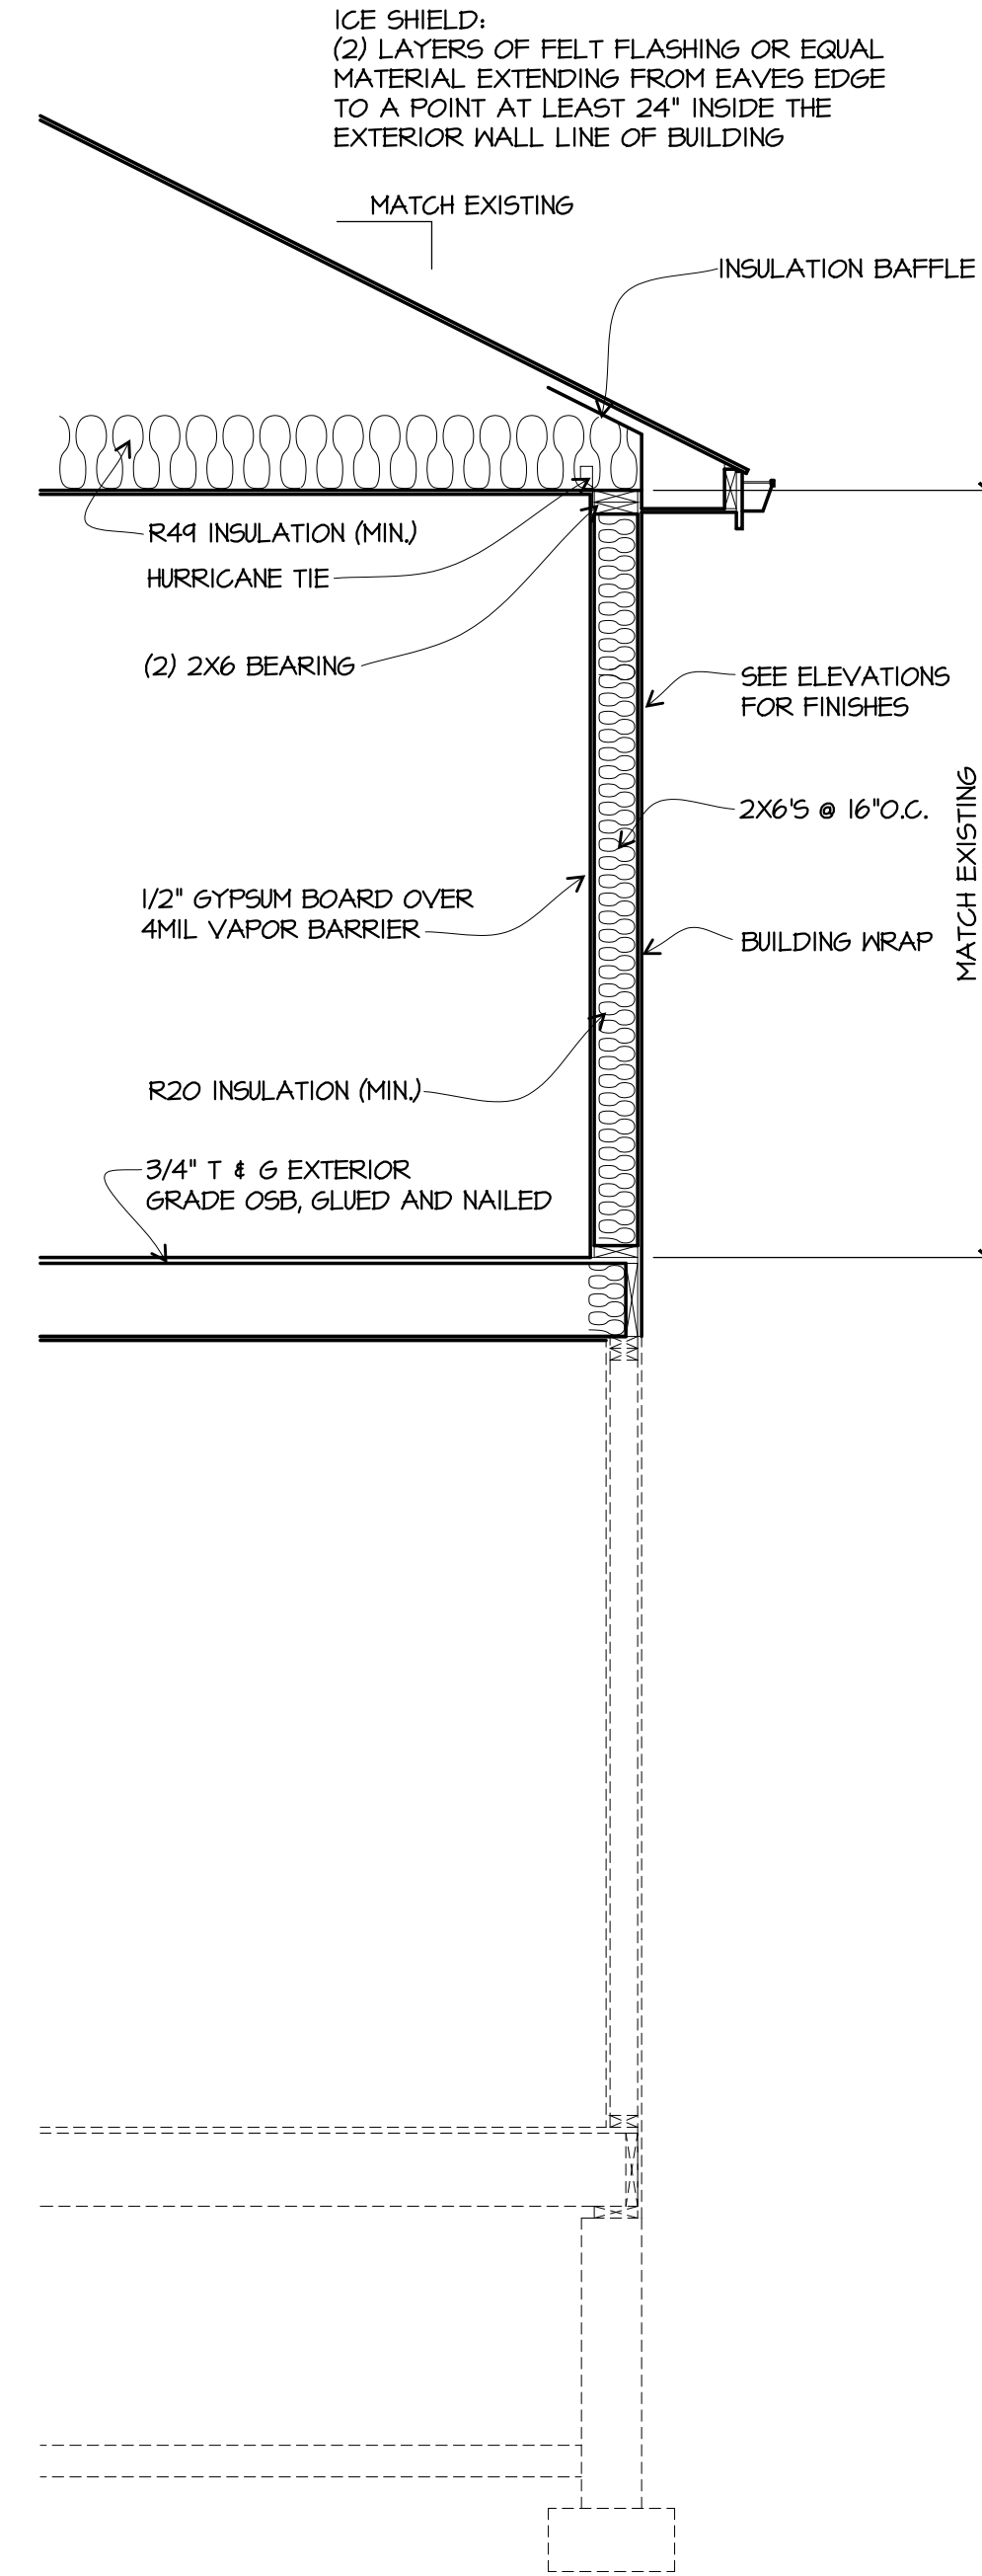 ICE SHIELD:
(2) LAYERS OF FELT FLASHING OR EQUAL
MATERIAL EXTENDING FROM EAVES EDGE
TO A POINT AT LEAST 24" INSIDE THE
EXTERIOR WALL LINE OF BUILDING
MATCH EXISTING
INSULATION BAFFLE
R49 INSULATION (MIN.)
HURRICANE TIE
(2) 2X6 BEARING
SEE ELEVATIONS
FOR FINISHES
2X6'S @ 16"O.C.
MATCH EXISTING
1/2" GYPSUM BOARD OVER
4MIL VAPOR BARRIER
BUILDING WRAP
R20 INSULATION (MIN.)
3/4" T & G EXTERIOR
GRADE OSB, GLUED AND NAILED